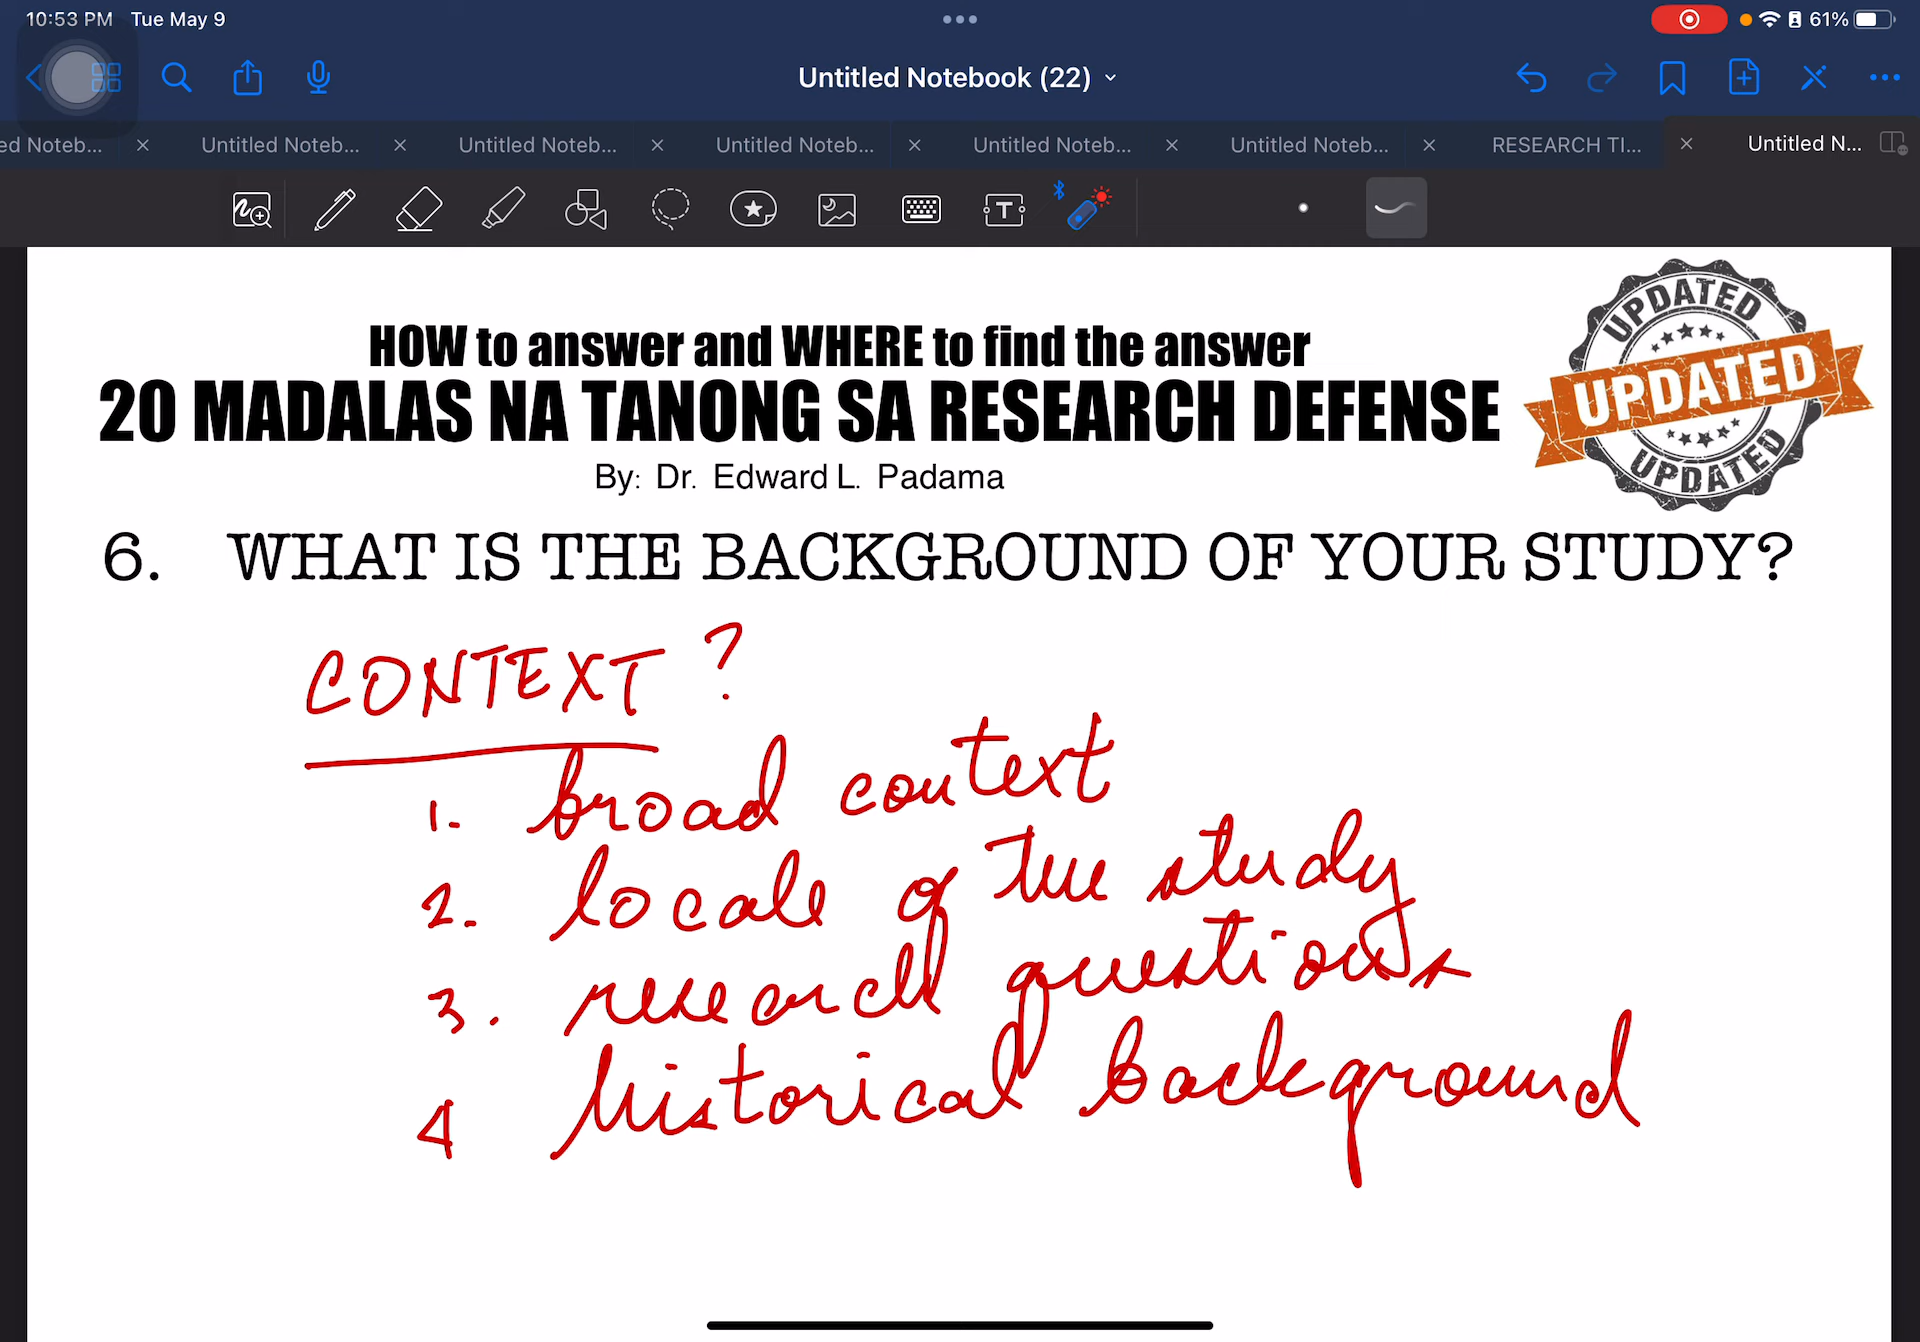 10:53 PM Tue May 9
61%
Untitled Notebook (22)
ed Noteb... Untitled Noteb... Untitled Noteb... Untitled Noteb... Untitled Noteb... Untitled Noteb... RESEARCH TI... Untitled N...
HOW to answer and WHERE to find the answer
20 MADALAS NA TANONG SA RESEARCH DEFENSE
By: Dr. Edward L. Padama
UPDATED
UPDATED
UPDATED
6. WHAT IS THE BACKGROUND OF YOUR STUDY?
CONTEXT ?
1. broad context
2. locale of the study
3. research questions
4 historical background